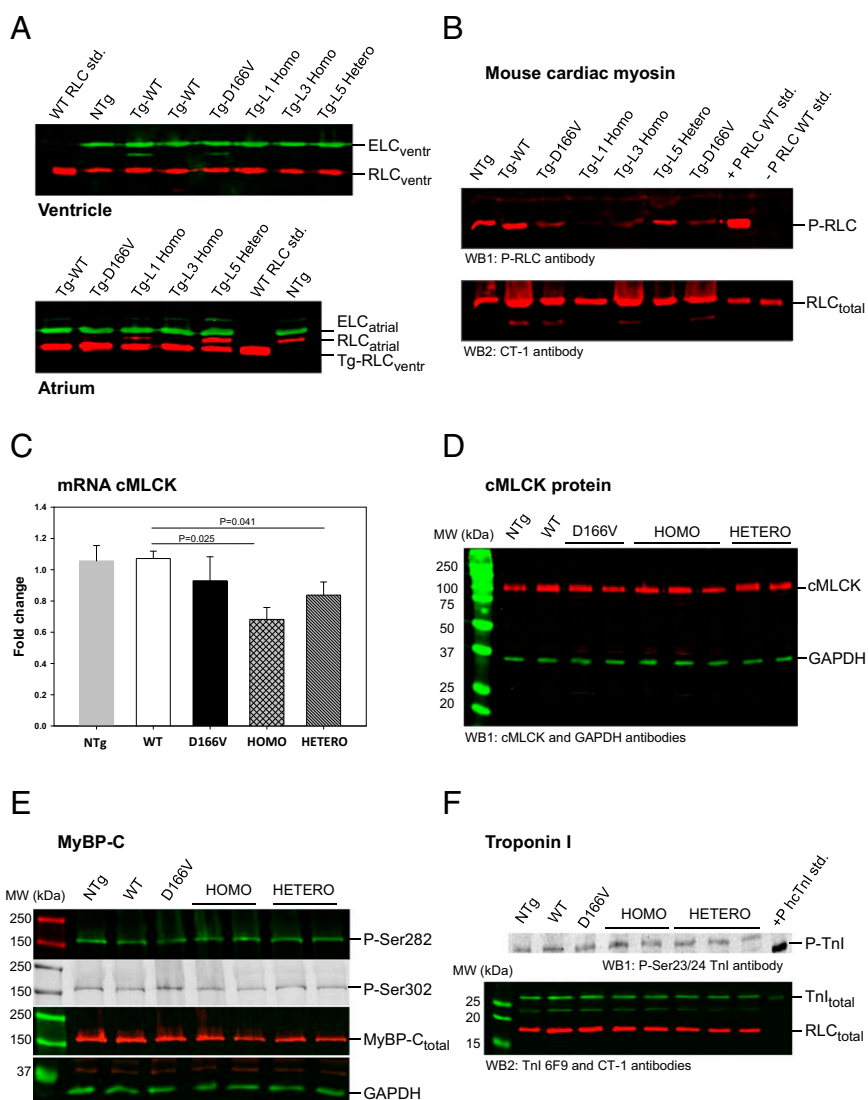 A
WT RLC std.
NTg
Tg-WT
Tg-WT
Tg-D166V
Tg-L1 Homo
Tg-L3 Homo
Tg-L5 Hetero
ELCventr
RLCventr
Ventricle
Tg-WT
Tg-D166V
Tg-L1 Homo
Tg-L3 Homo
Tg-L5 Hetero
WT RLC std.
NTg
ELCatrial
RLCatrial
Tg-RLCventr
Atrium
B
Mouse cardiac myosin
NTg
Tg-WT
Tg-D166V
Tg-L1 Homo
Tg-L3 Homo
Tg-L5 Hetero
Tg-D166V
+ P RLC WT std.
- P RLC WT std.
P-RLC
WB1: P-RLC antibody
RLCtotal
WB2: CT-1 antibody
C
mRNA cMLCK
Fold change
1.4
1.2
1.0
0.8
0.6
0.4
0.2
0.0
P=0.041
P=0.025
NTg WT D166V HOMO HETERO
D
cMLCK protein
MW (kDa)
NTg
WT
D166V
HOMO
HETERO
250
100
75
50
37
25
20
cMLCK
GAPDH
WB1: cMLCK and GAPDH antibodies
E
MyBP-C
MW (kDa)
NTg
WT
D166V
HOMO
HETERO
250
150
P-Ser282
250
150
P-Ser302
250
150
MyBP-Ctotal
37
GAPDH
F
Troponin I
NTg
WT
D166V
HOMO
HETERO
+P hcTnI std.
P-TnI
WB1: P-Ser23/24 TnI antibody
MW (kDa)
25
20
15
TnItotal
RLCtotal
WB2: TnI 6F9 and CT-1 antibodies